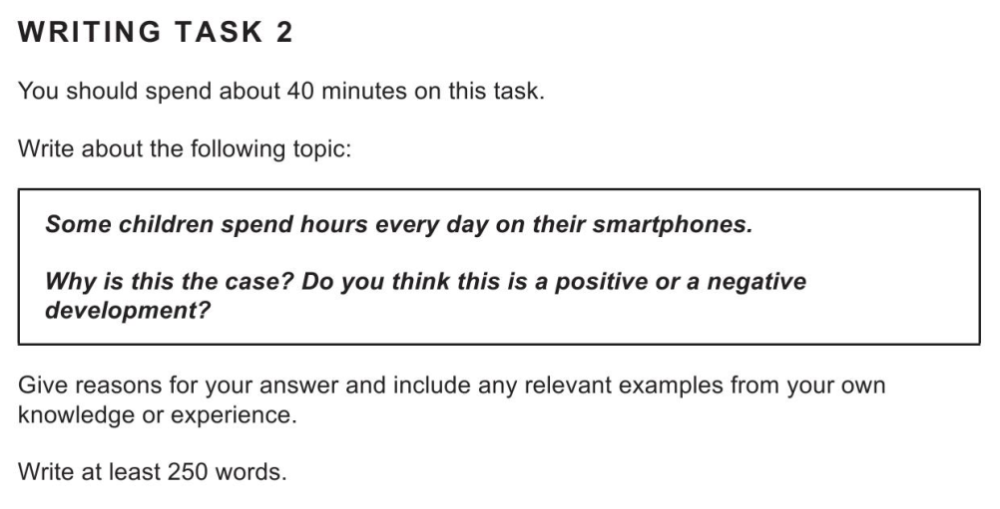 WRITING TASK 2
You should spend about 40 minutes on this task.
Write about the following topic:
Some children spend hours every day on their smartphones.
Why is this the case? Do you think this is a positive or a negative
development?
Give reasons for your answer and include any relevant examples from your own
knowledge or experience.
Write at least 250 words.